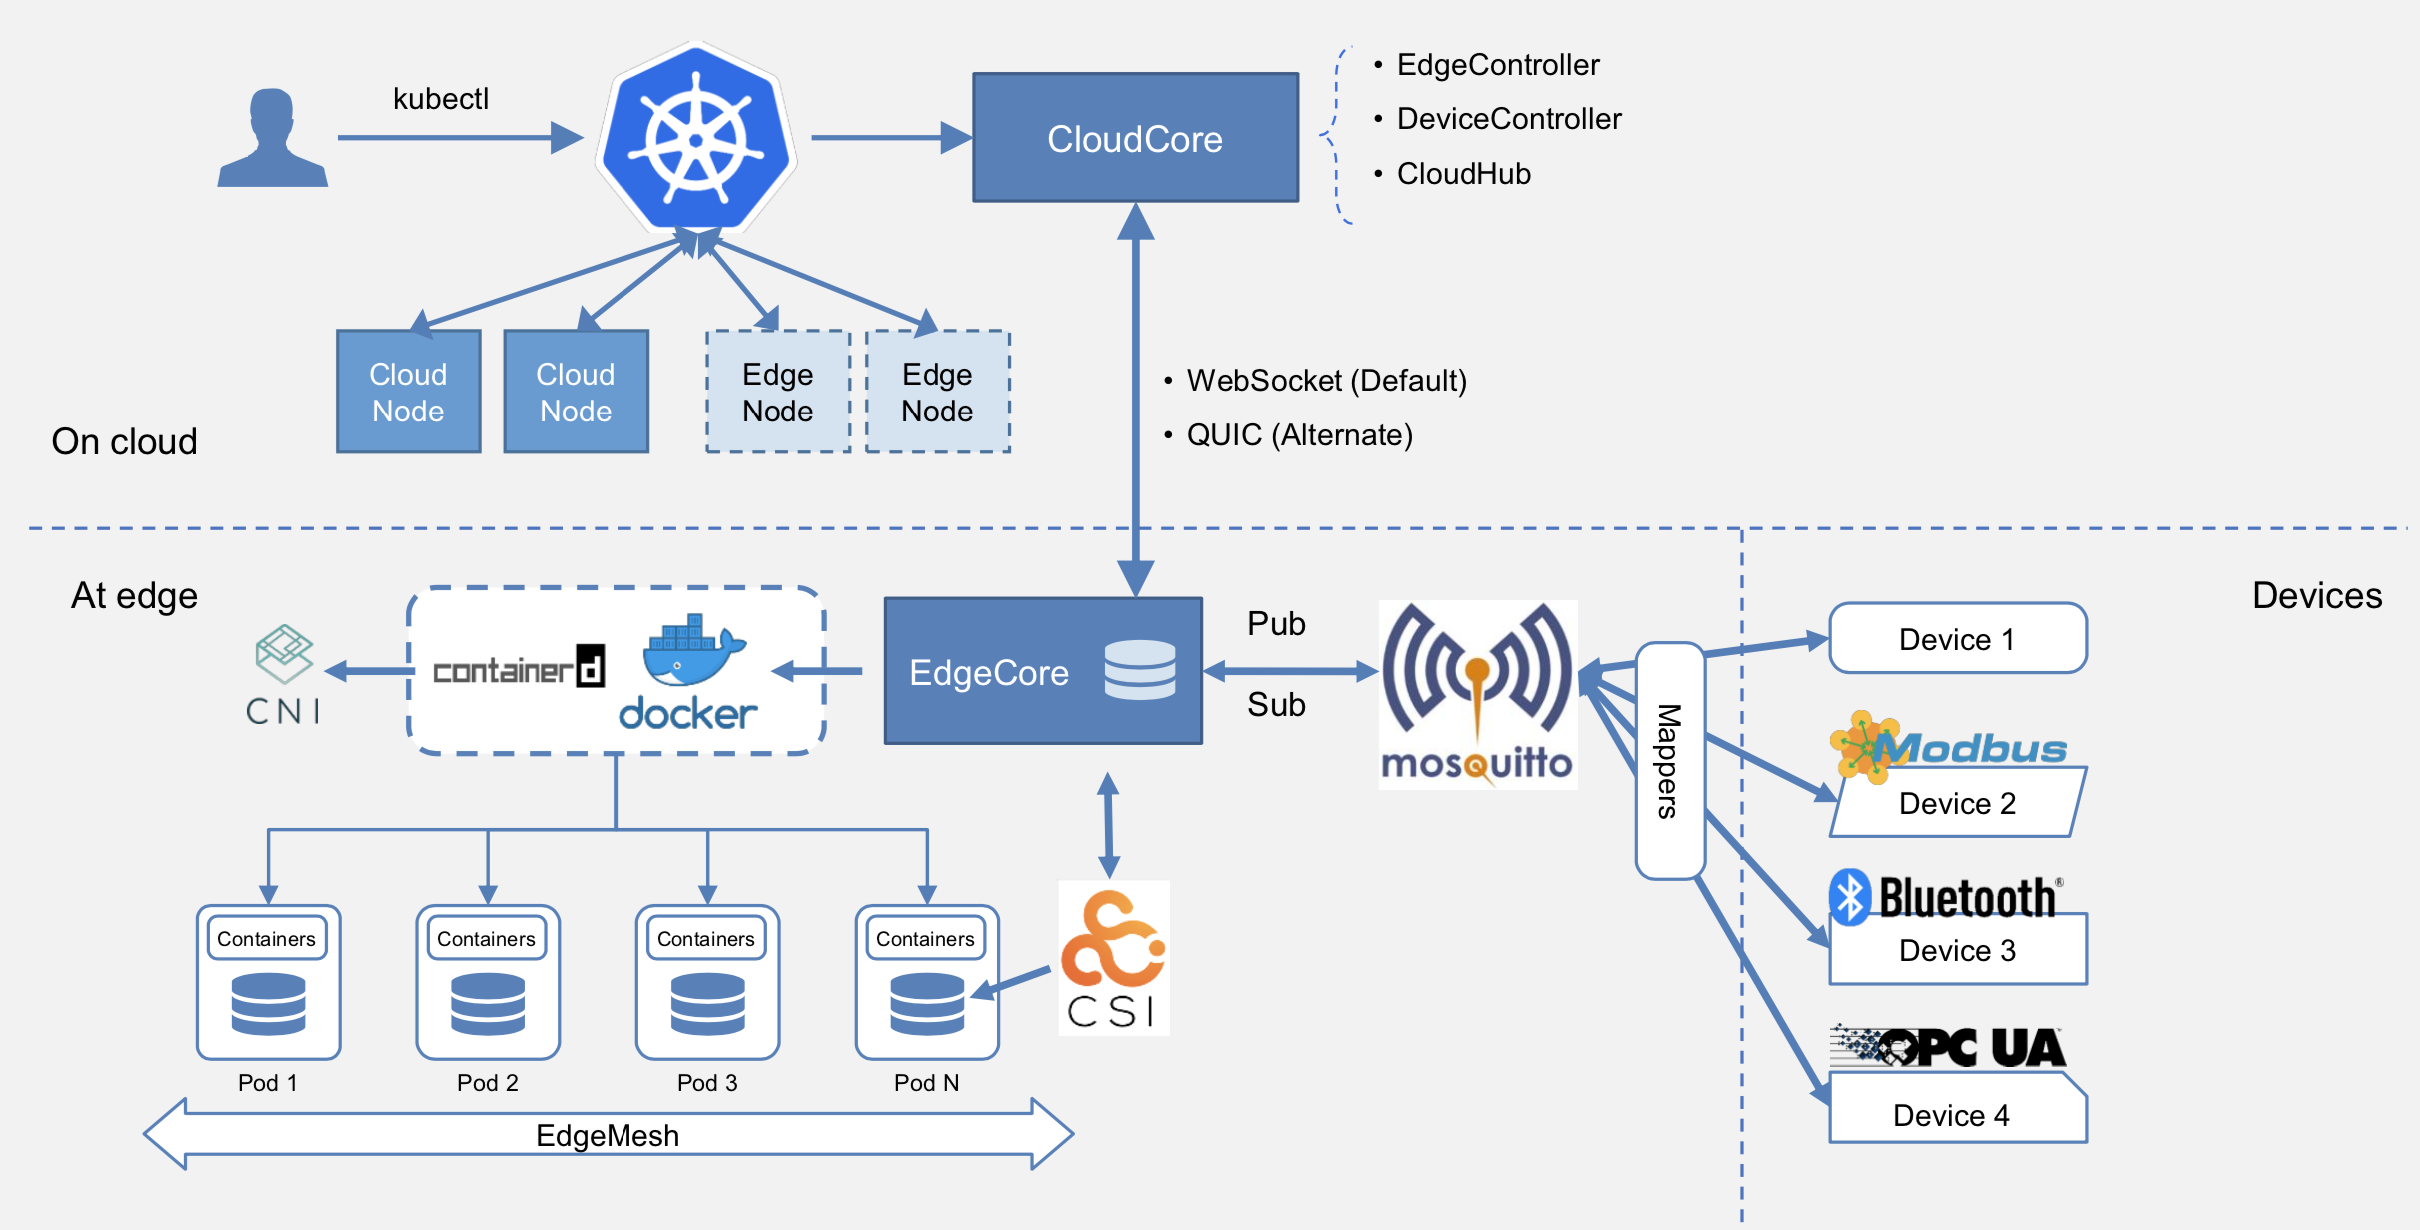 kubectl
CloudCore
• EdgeController
• DeviceController
• CloudHub
Cloud
Node
Cloud
Node
Edge
Node
Edge
Node
• WebSocket (Default)
• QUIC (Alternate)
On cloud
At edge
Devices
CNI
containerd
docker
EdgeCore
Pub
Sub
mosquitto
Mappers
Device 1
Modbus
Device 2
Bluetooth®
Device 3
OPC UA
Device 4
Containers
Containers
Containers
Containers
CSI
Pod 1
Pod 2
Pod 3
Pod N
EdgeMesh